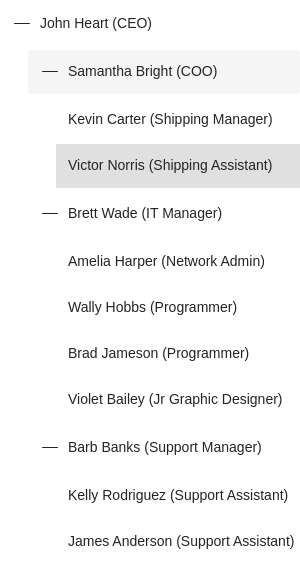 John Heart (CEO)
Samantha Bright (COO)
Kevin Carter (Shipping Manager)
Victor Norris (Shipping Assistant)
Brett Wade (IT Manager)
Amelia Harper (Network Admin)
Wally Hobbs (Programmer)
Brad Jameson (Programmer)
Violet Bailey (Jr Graphic Designer)
Barb Banks (Support Manager)
Kelly Rodriguez (Support Assistant)
James Anderson (Support Assistant)